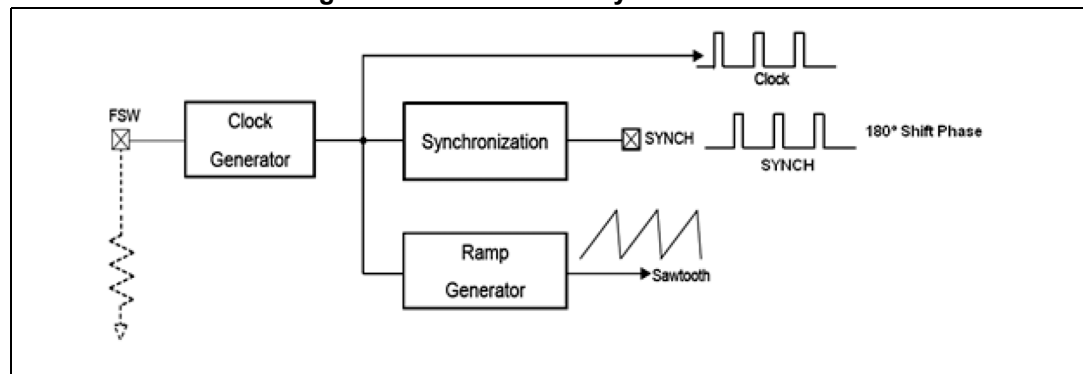 FSW
Clock
Generator
Clock
Synchronization
SYNCH
180° Shift Phase
SYNCH
Ramp
Generator
Sawtooth